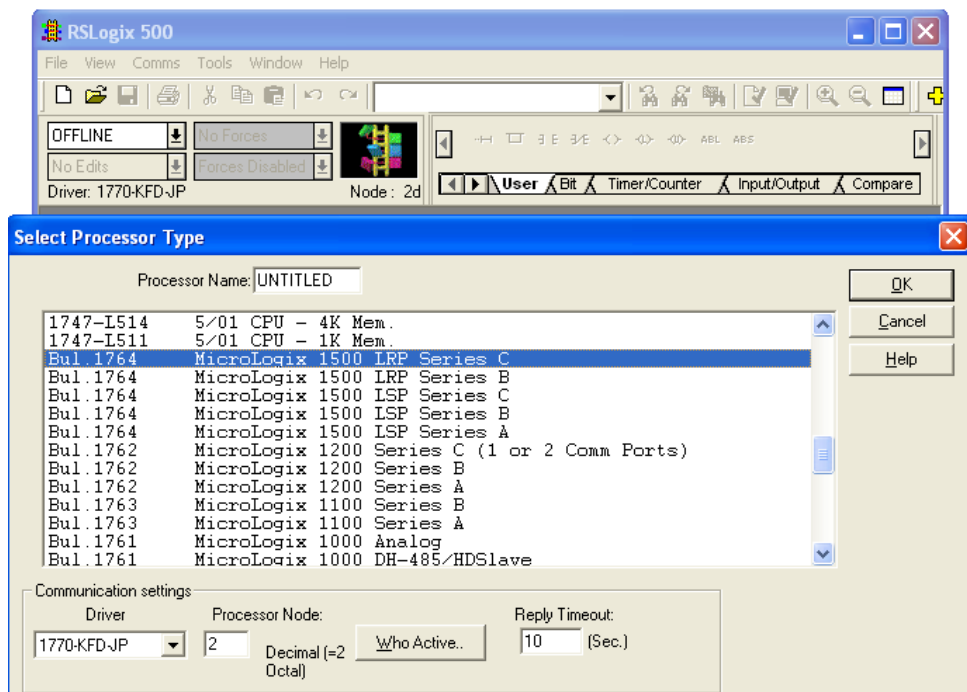 RSLogix 500
File View Comms Tools Window Help
OFFLINE No Forces
No Edits Forces Disabled
Driver: 1770-KFD-JP Node : 2d
ABL ABS
User Bit Timer/Counter Input/Output Compare
Select Processor Type
Processor Name: UNTITLED
OK
Cancel
Help
1747-L514 5/01 CPU - 4K Mem.
1747-L511 5/01 CPU - 1K Mem.
Bul.1764 MicroLogix 1500 LRP Series C
Bul.1764 MicroLogix 1500 LRP Series B
Bul.1764 MicroLogix 1500 LSP Series C
Bul.1764 MicroLogix 1500 LSP Series B
Bul.1764 MicroLogix 1500 LSP Series A
Bul.1762 MicroLogix 1200 Series C (1 or 2 Comm Ports)
Bul.1762 MicroLogix 1200 Series B
Bul.1762 MicroLogix 1200 Series A
Bul.1763 MicroLogix 1100 Series B
Bul.1763 MicroLogix 1100 Series A
Bul.1761 MicroLogix 1000 Analog
Bul.1761 MicroLogix 1000 DH-485/HDSlave
Communication settings
Driver Processor Node: Reply Timeout:
1770-KFD-JP 2 Decimal (=2 Octal) Who Active.. 10 (Sec.)